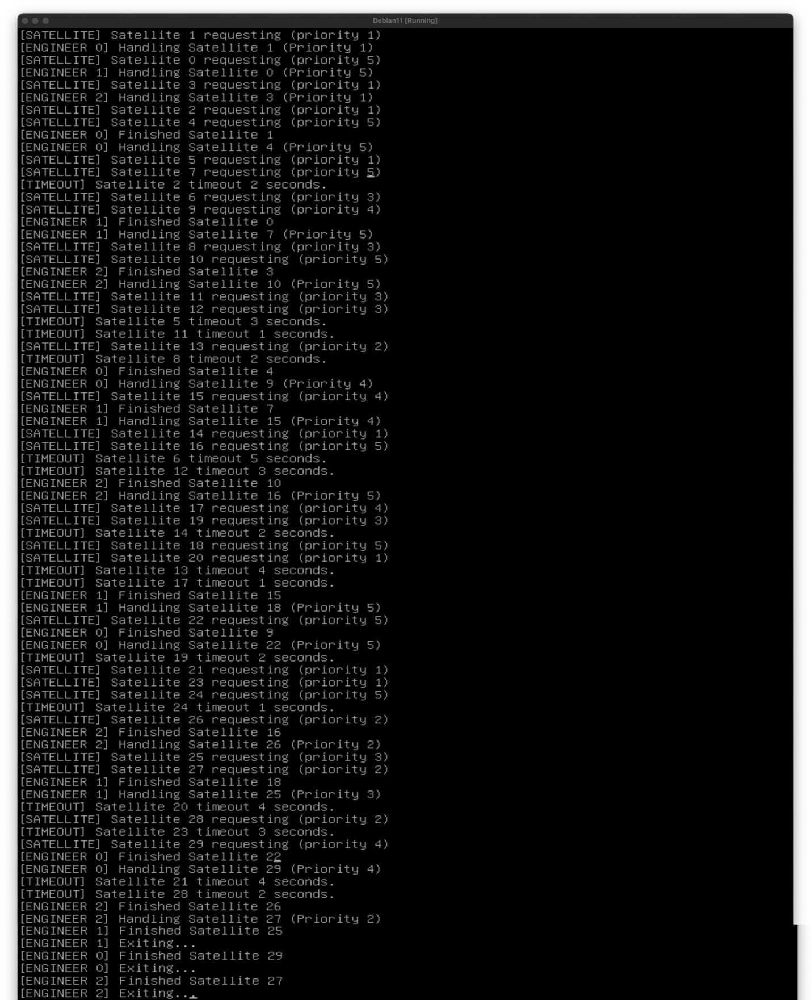 Debian11 [Running]
[SATELLITE] Satellite 1 requesting (priority 1)
[ENGINEER 0] Handling Satellite 1 (Priority 1)
[SATELLITE] Satellite 0 requesting (priority 5)
[ENGINEER 1] Handling Satellite 0 (Priority 5)
[SATELLITE] Satellite 3 requesting (priority 1)
[ENGINEER 2] Handling Satellite 3 (Priority 1)
[SATELLITE] Satellite 2 requesting (priority 1)
[SATELLITE] Satellite 4 requesting (priority 5)
[ENGINEER 0] Finished Satellite 1
[ENGINEER 0] Handling Satellite 4 (Priority 5)
[SATELLITE] Satellite 5 requesting (priority 1)
[SATELLITE] Satellite 7 requesting (priority 5)
[TIMEOUT] Satellite 2 timeout 2 seconds.
[SATELLITE] Satellite 6 requesting (priority 3)
[SATELLITE] Satellite 9 requesting (priority 4)
[ENGINEER 1] Finished Satellite 0
[ENGINEER 1] Handling Satellite 7 (Priority 5)
[SATELLITE] Satellite 8 requesting (priority 3)
[SATELLITE] Satellite 10 requesting (priority 5)
[ENGINEER 2] Finished Satellite 3
[ENGINEER 2] Handling Satellite 10 (Priority 5)
[SATELLITE] Satellite 11 requesting (priority 3)
[SATELLITE] Satellite 12 requesting (priority 3)
[TIMEOUT] Satellite 5 timeout 3 seconds.
[TIMEOUT] Satellite 11 timeout 1 seconds.
[SATELLITE] Satellite 13 requesting (priority 2)
[TIMEOUT] Satellite 8 timeout 2 seconds.
[ENGINEER 0] Finished Satellite 4
[ENGINEER 0] Handling Satellite 9 (Priority 4)
[SATELLITE] Satellite 15 requesting (priority 4)
[ENGINEER 1] Finished Satellite 7
[ENGINEER 1] Handling Satellite 15 (Priority 4)
[SATELLITE] Satellite 14 requesting (priority 1)
[SATELLITE] Satellite 16 requesting (priority 5)
[TIMEOUT] Satellite 6 timeout 5 seconds.
[TIMEOUT] Satellite 12 timeout 3 seconds.
[ENGINEER 2] Finished Satellite 10
[ENGINEER 2] Handling Satellite 16 (Priority 5)
[SATELLITE] Satellite 17 requesting (priority 4)
[SATELLITE] Satellite 19 requesting (priority 3)
[TIMEOUT] Satellite 14 timeout 2 seconds.
[SATELLITE] Satellite 18 requesting (priority 5)
[SATELLITE] Satellite 20 requesting (priority 1)
[TIMEOUT] Satellite 13 timeout 4 seconds.
[TIMEOUT] Satellite 17 timeout 1 seconds.
[ENGINEER 1] Finished Satellite 15
[ENGINEER 1] Handling Satellite 18 (Priority 5)
[SATELLITE] Satellite 22 requesting (priority 5)
[ENGINEER 0] Finished Satellite 9
[ENGINEER 0] Handling Satellite 22 (Priority 5)
[TIMEOUT] Satellite 19 timeout 2 seconds.
[SATELLITE] Satellite 21 requesting (priority 1)
[SATELLITE] Satellite 23 requesting (priority 1)
[SATELLITE] Satellite 24 requesting (priority 5)
[TIMEOUT] Satellite 24 timeout 1 seconds.
[SATELLITE] Satellite 26 requesting (priority 2)
[ENGINEER 2] Finished Satellite 16
[ENGINEER 2] Handling Satellite 26 (Priority 2)
[SATELLITE] Satellite 25 requesting (priority 3)
[SATELLITE] Satellite 27 requesting (priority 2)
[ENGINEER 1] Finished Satellite 18
[ENGINEER 1] Handling Satellite 25 (Priority 3)
[TIMEOUT] Satellite 20 timeout 4 seconds.
[SATELLITE] Satellite 28 requesting (priority 2)
[TIMEOUT] Satellite 23 timeout 3 seconds.
[SATELLITE] Satellite 29 requesting (priority 4)
[ENGINEER 0] Finished Satellite 22
[ENGINEER 0] Handling Satellite 29 (Priority 4)
[TIMEOUT] Satellite 21 timeout 4 seconds.
[TIMEOUT] Satellite 28 timeout 2 seconds.
[ENGINEER 2] Finished Satellite 26
[ENGINEER 2] Handling Satellite 27 (Priority 2)
[ENGINEER 1] Finished Satellite 25
[ENGINEER 1] Exiting...
[ENGINEER 0] Finished Satellite 29
[ENGINEER 0] Exiting...
[ENGINEER 2] Finished Satellite 27
[ENGINEER 2] Exiting...